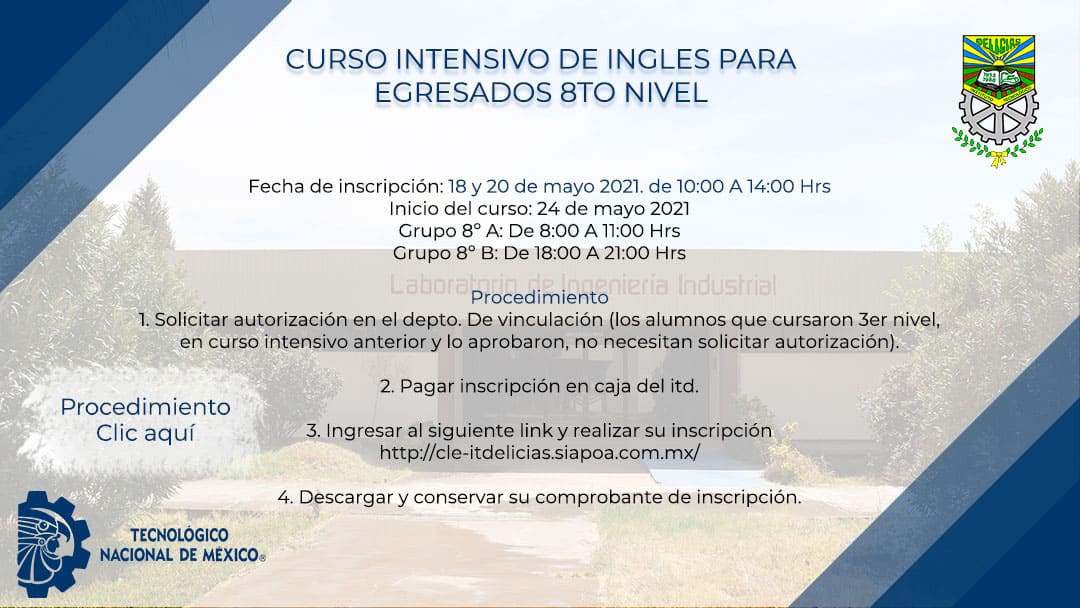 CURSO INTENSIVO DE INGLES PARA
EGRESADOS 8TO NIVEL
DELICIAS
Fecha de inscripción: 18 y 20 de mayo 2021. de 10:00 A 14:00 Hrs
Inicio del curso: 24 de mayo 2021
Grupo 8º A: De 8:00 A 11:00 Hrs
Grupo 8º B: De 18:00 A 21:00 Hrs
Laboratorio de Ingeniería Industrial
Procedimiento
1. Solicitar autorización en el depto. De vinculación (los alumnos que cursaron 3er nivel,
en curso intensivo anterior y lo aprobaron, no necesitan solicitar autorización).
2. Pagar inscripción en caja del itd.
Procedimiento
Clic aquí
3. Ingresar al siguiente link y realizar su inscripción
http://cle-itdelicias.siapoa.com.mx/
4. Descargar y conservar su comprobante de inscripción.
TECNOLÓGICO
NACIONAL DE MÉXICO®